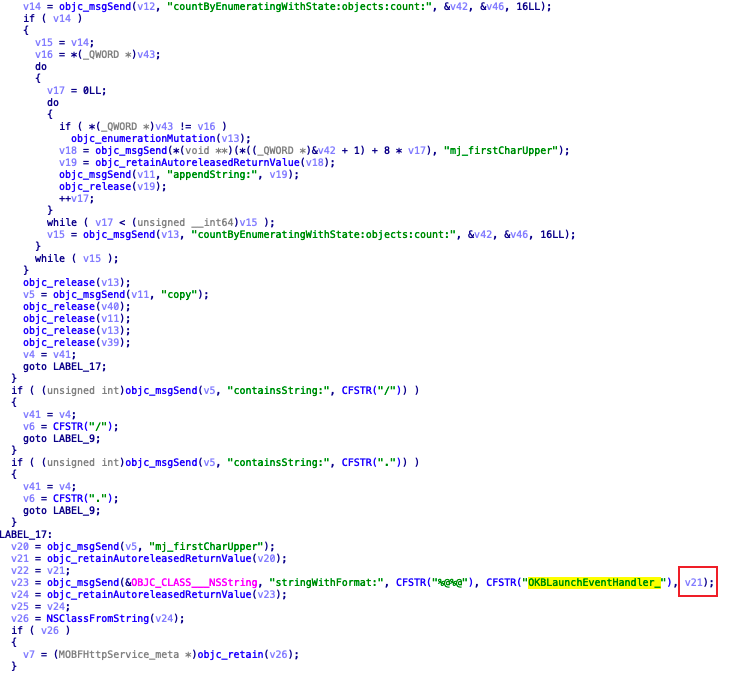 v14 = objc_msgSend(v12, "countByEnumeratingWithState:objects:count:", &v42, &v46, 16LL);
if ( v14 )
{
v15 = v14;
v16 = *(_QWORD *)v43;
do
{
v17 = 0LL;
do
{
if ( *(_QWORD *)v43 != v16 )
objc_enumerationMutation(v13);
v18 = objc_msgSend(*(void **)(*((_QWORD *)&v42 + 1) + 8 * v17), "mj_firstCharUpper");
v19 = objc_retainAutoreleasedReturnValue(v18);
objc_msgSend(v11, "appendString:", v19);
objc_release(v19);
++v17;
}
while ( v17 < (unsigned __int64)v15 );
v15 = objc_msgSend(v13, "countByEnumeratingWithState:objects:count:", &v42, &v46, 16LL);
}
while ( v15 );
}
objc_release(v13);
v5 = objc_msgSend(v11, "copy");
objc_release(v40);
objc_release(v11);
objc_release(v13);
objc_release(v39);
v4 = v41;
goto LABEL_17;
}
if ( (unsigned int)objc_msgSend(v5, "containsString:", CFSTR("/")) )
{
v41 = v4;
v6 = CFSTR("/");
goto LABEL_9;
}
if ( (unsigned int)objc_msgSend(v5, "containsString:", CFSTR(".")) )
{
v41 = v4;
v6 = CFSTR(".");
goto LABEL_9;
}
LABEL_17:
v20 = objc_msgSend(v5, "mj_firstCharUpper");
v21 = objc_retainAutoreleasedReturnValue(v20);
v22 = v21;
v23 = objc_msgSend(&OBJC_CLASS___NSString, "stringWithFormat:", CFSTR("%@%@"), CFSTR("OKBLaunchEventHandler_"), v21);
v24 = objc_retainAutoreleasedReturnValue(v23);
v25 = v24;
v26 = NSClassFromString(v24);
if ( v26 )
{
v7 = (MOBFHttpService_meta *)objc_retain(v26);
}